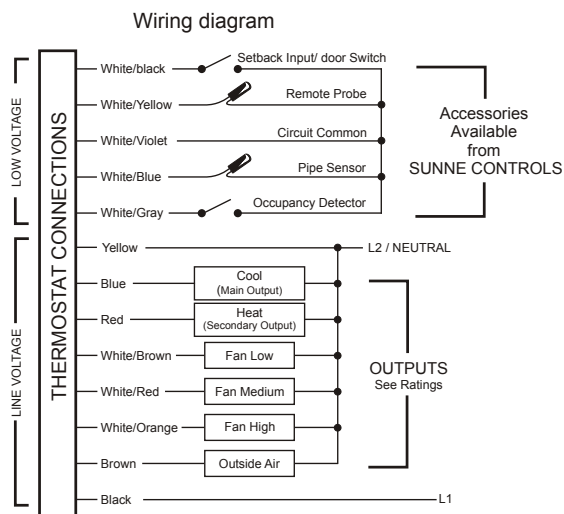 Wiring diagram
LOW VOLTAGE
LINE VOLTAGE
THERMOSTAT CONNECTIONS
White/black
Setback Input/ door Switch
White/Yellow
Remote Probe
White/Violet
Circuit Common
White/Blue
Pipe Sensor
White/Gray
Occupancy Detector
Accessories
Available
from
SUNNE CONTROLS
Yellow
L2 / NEUTRAL
Blue
Cool
(Main Output)
Red
Heat
(Secondary Output)
White/Brown
Fan Low
White/Red
Fan Medium
White/Orange
Fan High
Brown
Outside Air
OUTPUTS
See Ratings
Black
L1